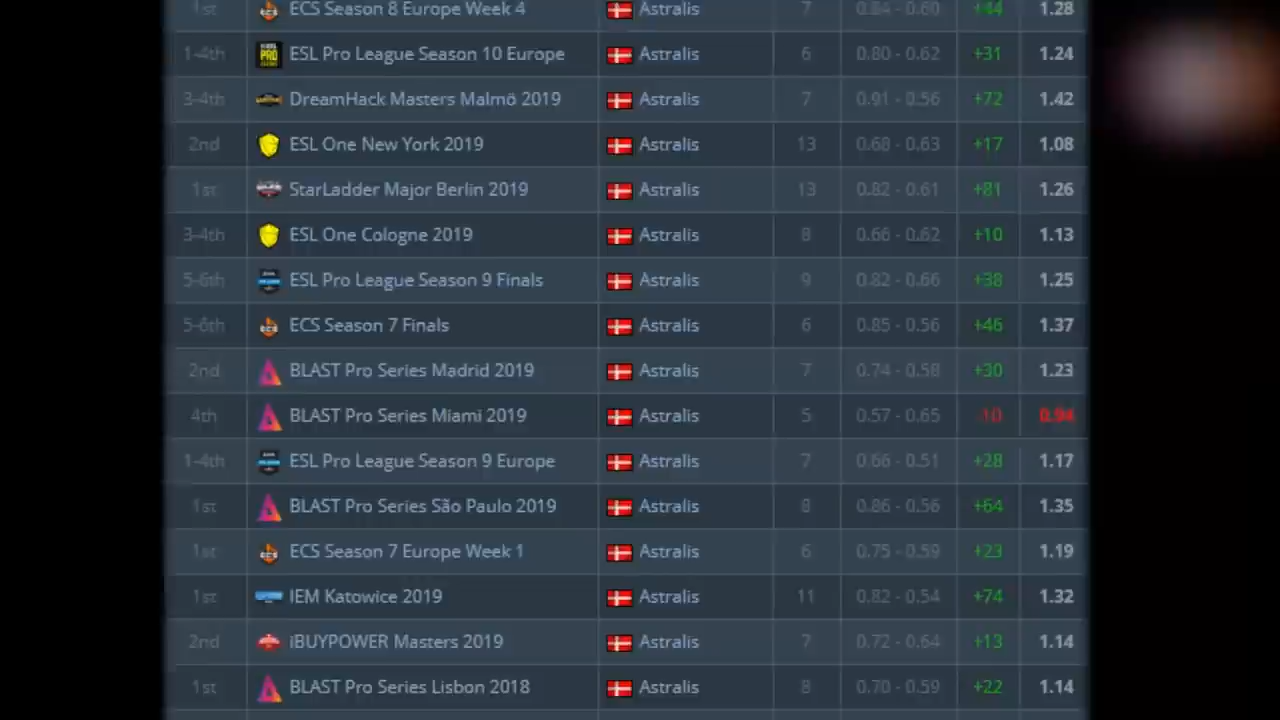 1st ECS Season 8 Europe Week 4 Astralis 7 0.84 - 0.60 +44 1.28
1-4th ESL Pro League Season 10 Europe Astralis 6 0.80 - 0.62 +31 1.24
3-4th DreamHack Masters Malmö 2019 Astralis 7 0.91 - 0.56 +72 1.42
2nd ESL One New York 2019 Astralis 13 0.68 - 0.63 +17 1.08
1st StarLadder Major Berlin 2019 Astralis 13 0.82 - 0.61 +81 1.26
3-4th ESL One Cologne 2019 Astralis 8 0.66 - 0.62 +10 1.13
5-6th ESL Pro League Season 9 Finals Astralis 9 0.82 - 0.66 +38 1.25
5-6th ECS Season 7 Finals Astralis 6 0.85 - 0.56 +46 1.37
2nd BLAST Pro Series Madrid 2019 Astralis 7 0.74 - 0.58 +30 1.23
4th BLAST Pro Series Miami 2019 Astralis 5 0.57 - 0.65 -10 0.94
1-4th ESL Pro League Season 9 Europe Astralis 7 0.66 - 0.51 +28 1.17
1st BLAST Pro Series São Paulo 2019 Astralis 8 0.86 - 0.56 +64 1.35
1st ECS Season 7 Europe Week 1 Astralis 6 0.75 - 0.59 +23 1.19
1st IEM Katowice 2019 Astralis 11 0.82 - 0.54 +74 1.32
2nd iBUYPOWER Masters 2019 Astralis 7 0.72 - 0.64 +13 1.14
1st BLAST Pro Series Lisbon 2018 Astralis 8 0.70 - 0.59 +22 1.14